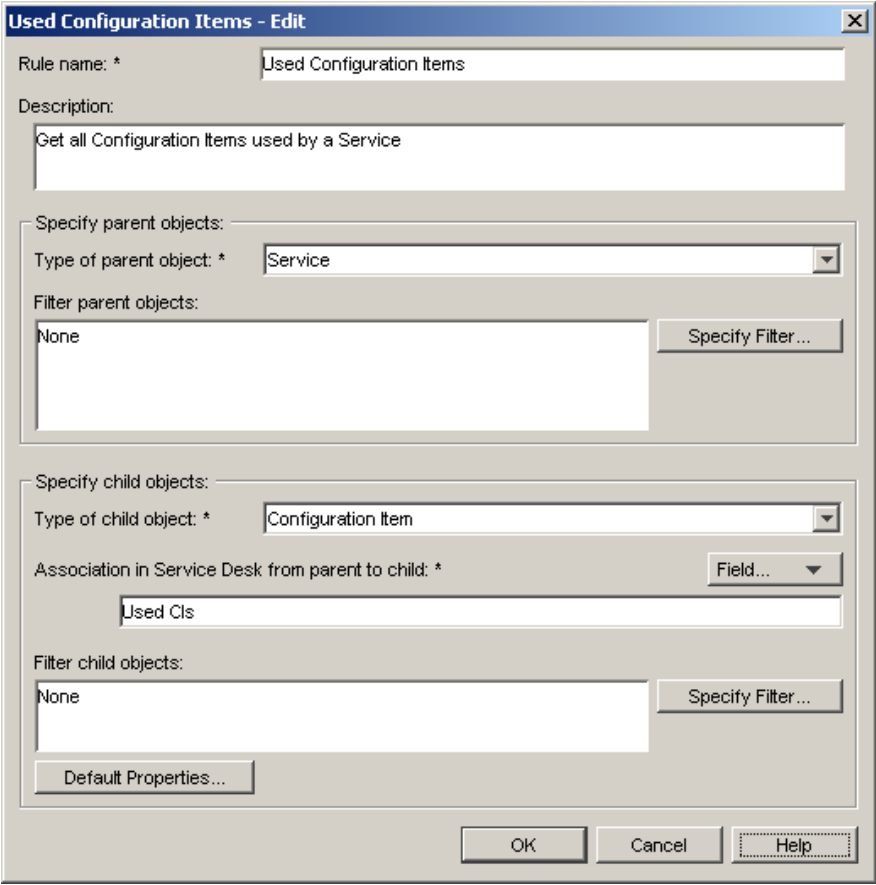 Used Configuration Items - Edit
Rule name: * Used Configuration Items
Description:
Get all Configuration Items used by a Service
Specify parent objects:
Type of parent object: * Service
Filter parent objects:
None Specify Filter...
Specify child objects:
Type of child object: * Configuration Item
Association in Service Desk from parent to child: * Field...
Used CIs
Filter child objects:
None Specify Filter...
Default Properties...
OK Cancel Help